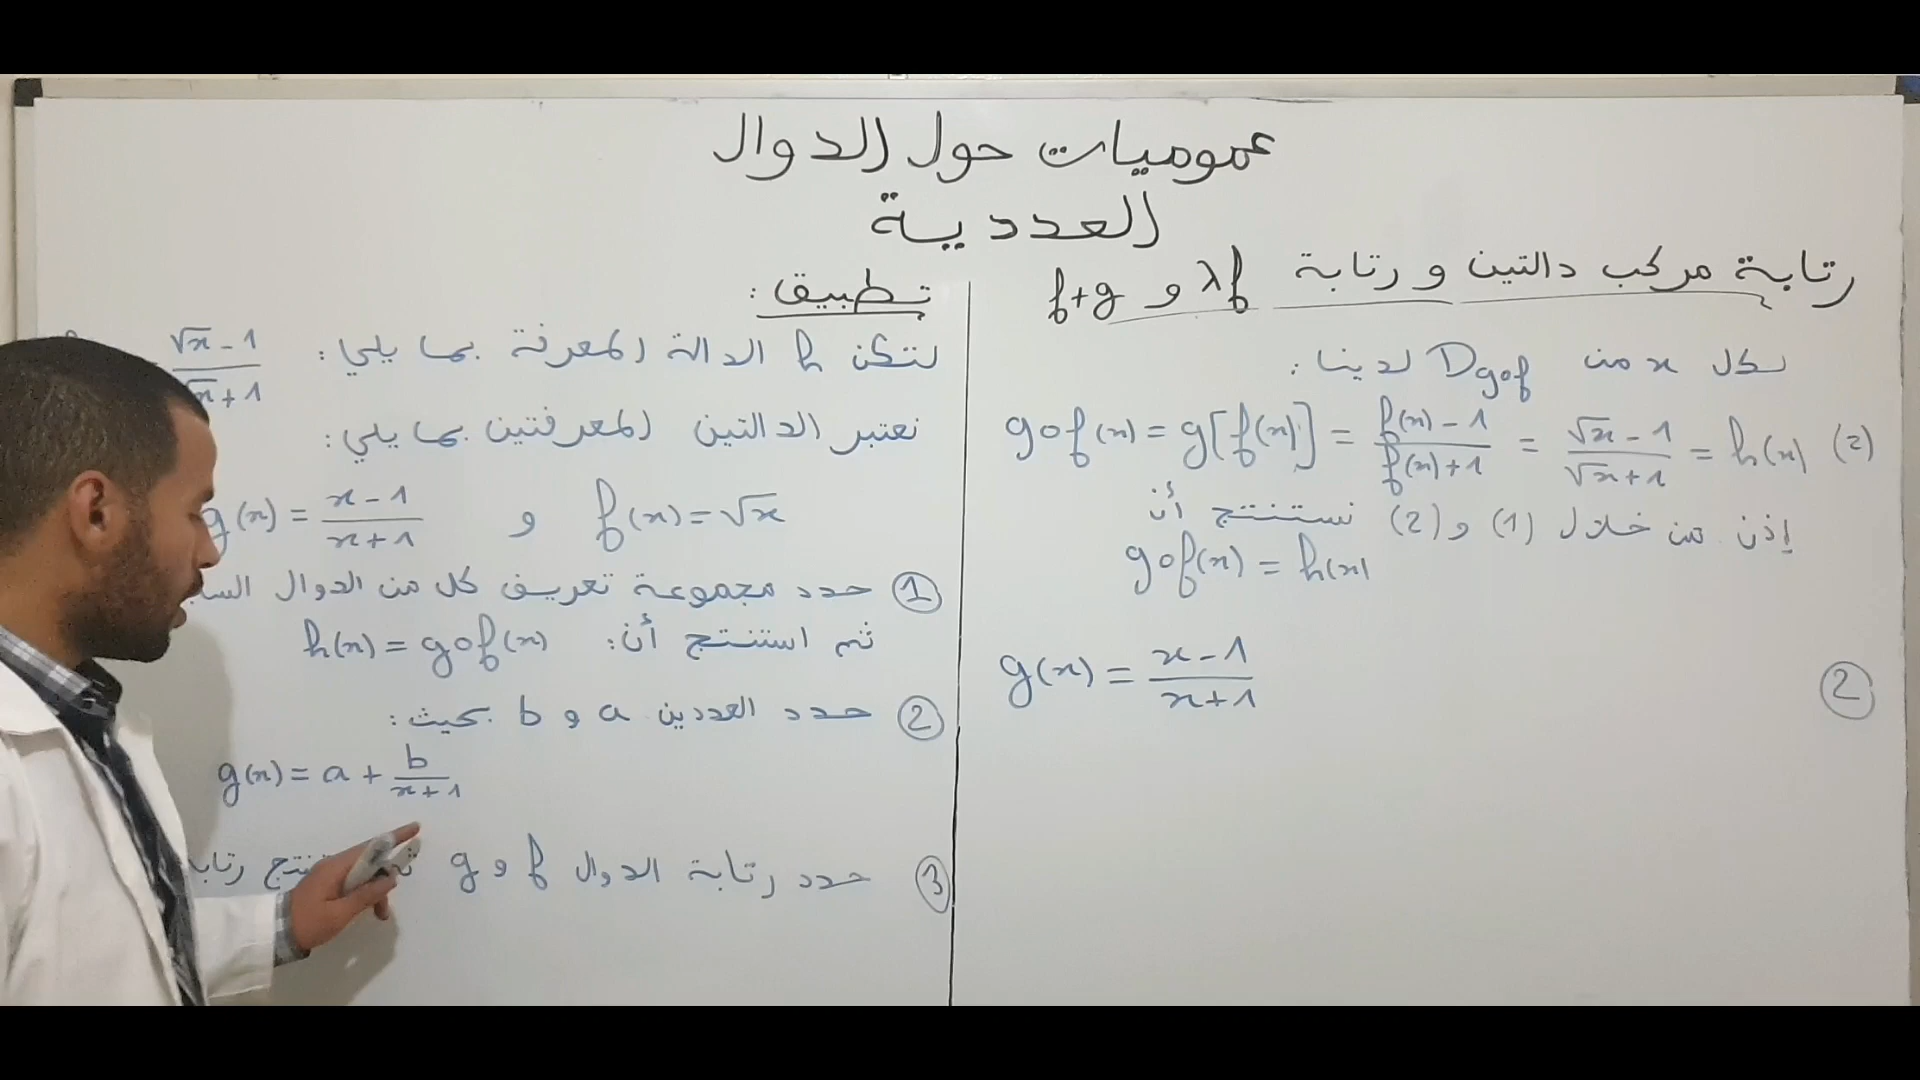 عموميات حول الدوال
العددية
رتابة مركب دالتين و رتابة λf و f+g
لكل x من Dgof لدينا:
gof(x) = g[f(x)] = (f(x)-1)/(f(x)+1) = (√x-1)/(√x+1) = h(x) (2)
إذن من خلال (1) و (2) نستنتج أن
gof(x) = h(x)
② g(x) = (x-1)/(x+1)
تطبيق:
لتكن h الدالة المعرفة بما يلي: (√x-1)/(√x+1)
نعتبر الدالتين المعرفتين بما يلي:
f(x) = √x و g(x) = (x-1)/(x+1)
① حدد مجموعة تعريف كل من الدوال
ثم استنتج أن: h(x) = gof(x)
② حدد العددين a و b بحيث:
g(x) = a + b/(x+1)
③ حدد رتابة الدوال f و g